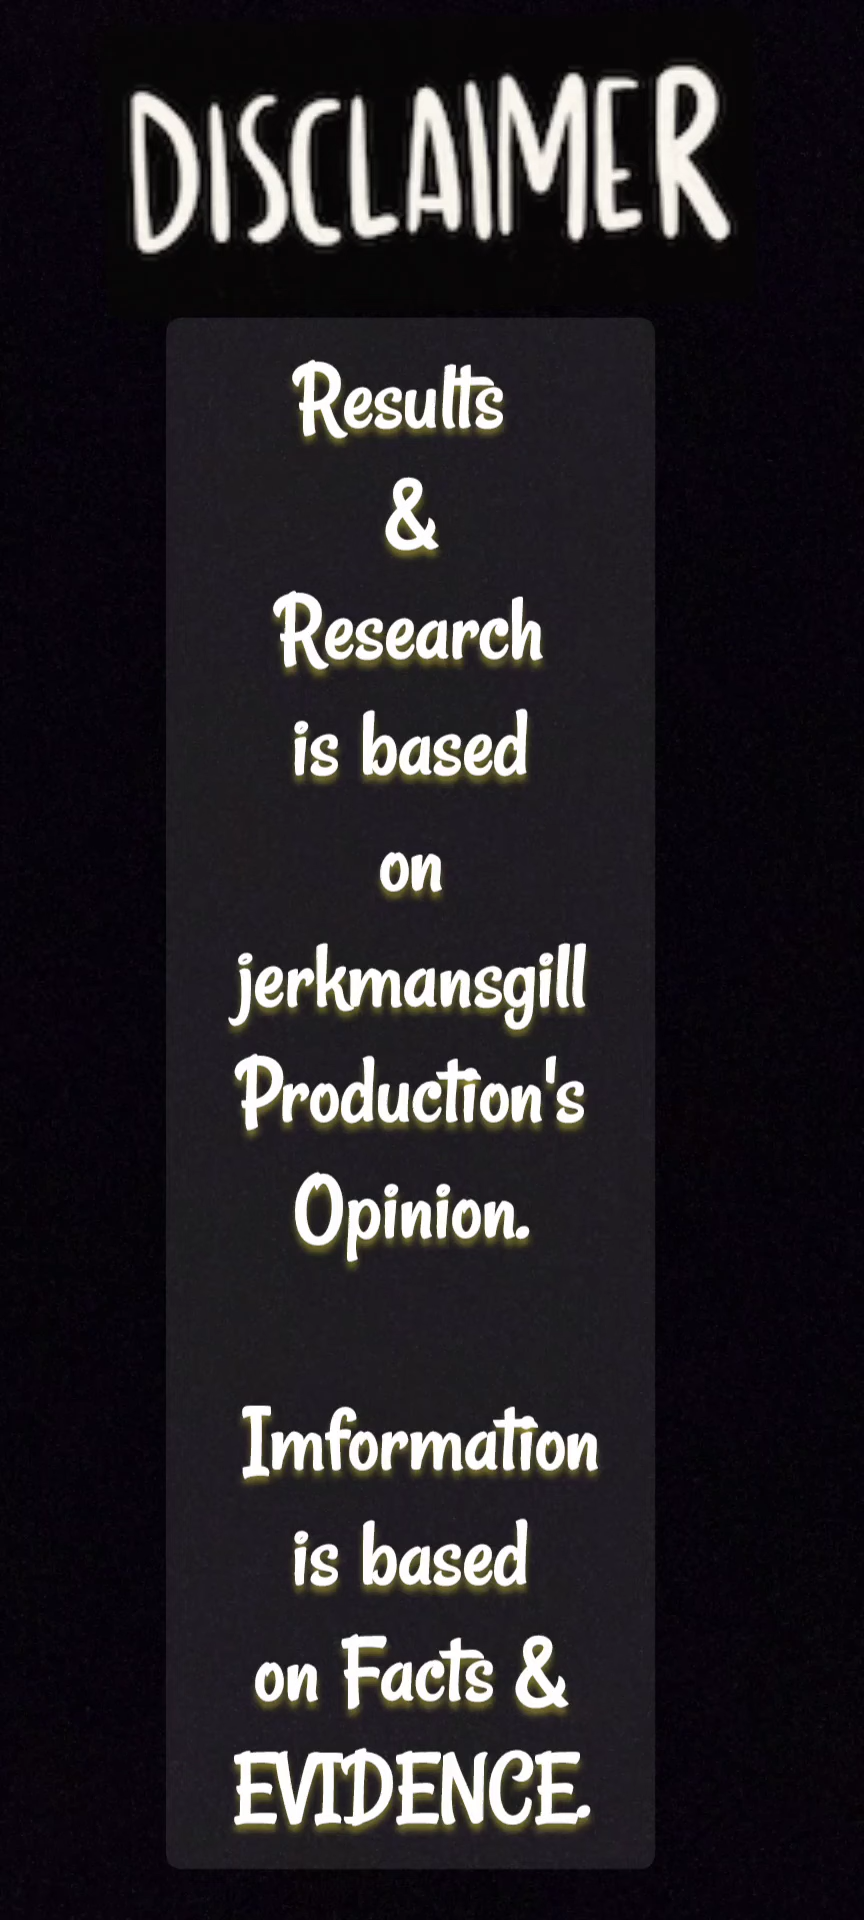 DISCLAIMER
Results
&
Research
is based
on
jerkmansgill
Production's
Opinion.
Imformation
is based
on Facts &
EVIDENCE.